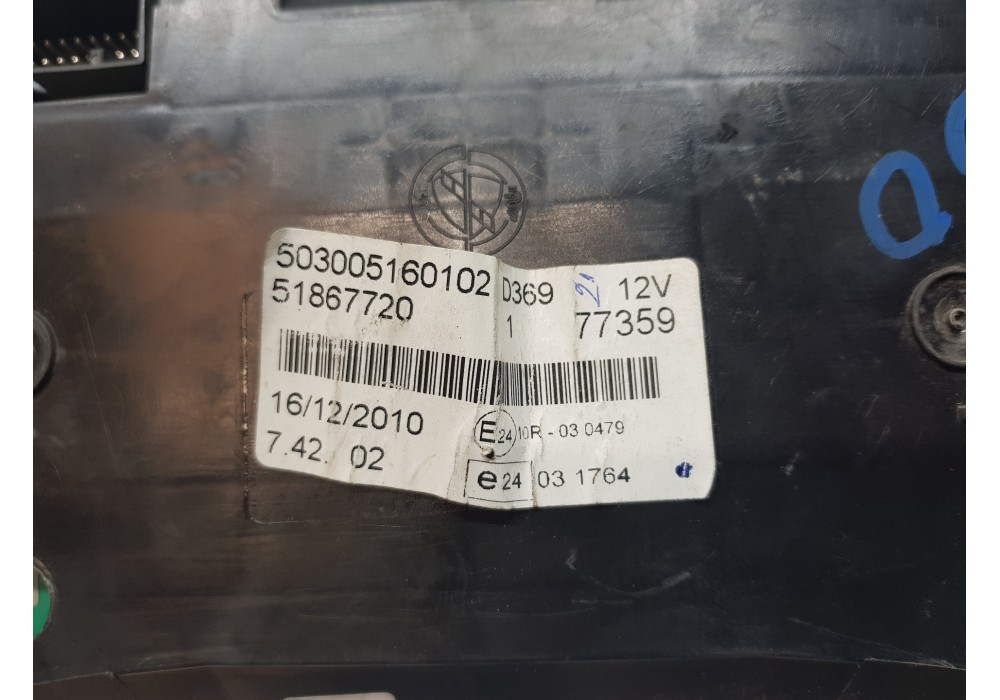 503005160102 D369 21 12V
51867720 1 77359
16/12/2010 E24 10R - 03 0479
7.42. 02 e24 03 1764